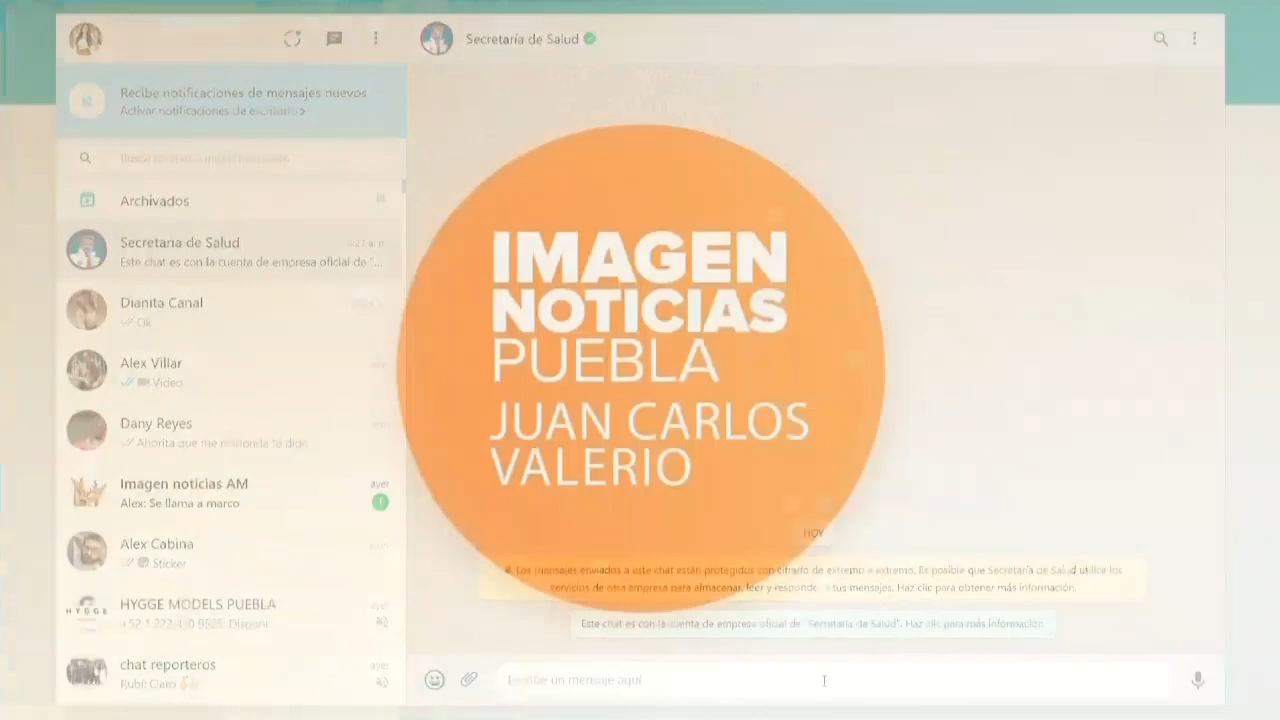 Secretaría de Salud
Recibe notificaciones de mensajes nuevos
Activar notificaciones de escritorio >
Archivados
Secretaría de Salud
Este chat es con la cuenta de empresa oficial de "...
Dianita Canal
Ok
Alex Villar
Video
Dany Reyes
Ahorita que me responda te digo
Imagen noticias AM
ayer
Alex: Se llama a marco
1
Alex Cabina
Sticker
HYGGE
HYGGE MODELS PUEBLA
ayer
chat reporteros
ayer
Rubí: Claro
IMAGEN
NOTICIAS
PUEBLA
JUAN CARLOS
VALERIO
HOY
Los mensajes enviados a este chat están protegidos con cifrado de extremo a extremo. Es posible que Secretaría de Salud utilice los
servicios de otra empresa para almacenar, leer y responder a tus mensajes. Haz clic para obtener más información.
Este chat es con la cuenta de empresa oficial de "Secretaría de Salud". Haz clic para más información.
Escribe un mensaje aquí